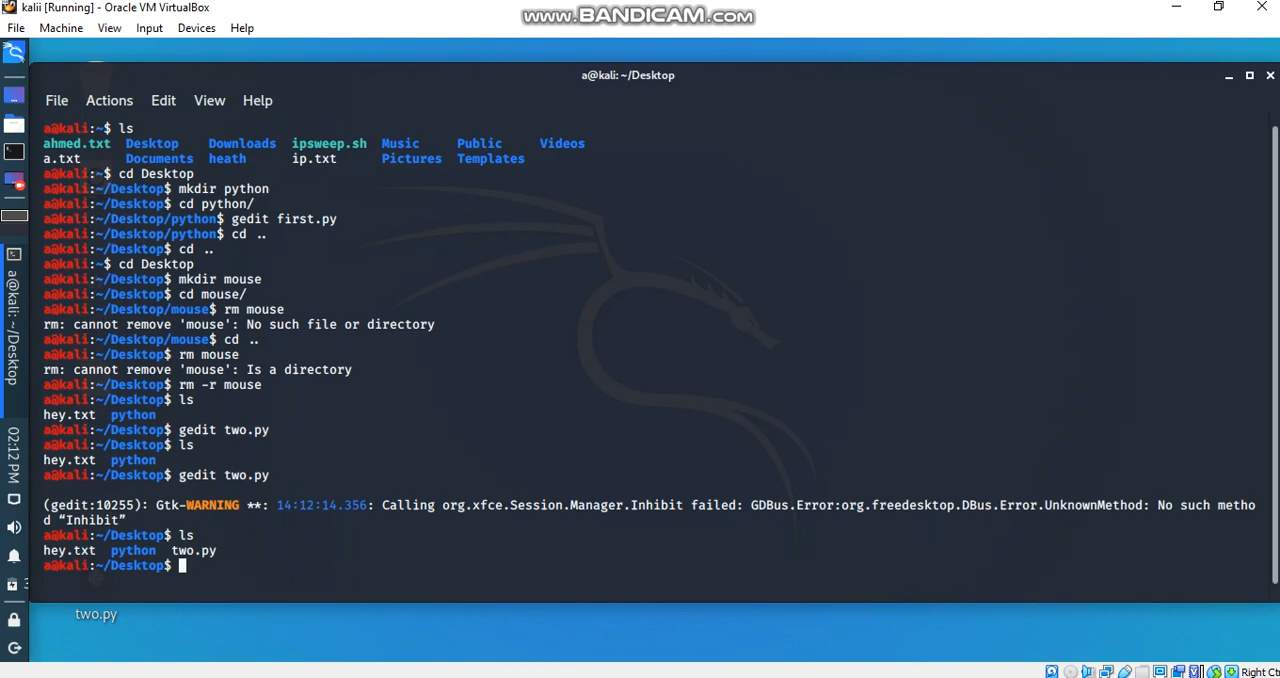 kalii [Running] - Oracle VM VirtualBox
www.BANDICAM.com
File Machine View Input Devices Help
a@kali: ~/Desktop
File Actions Edit View Help
a@kali:~$ ls
ahmed.txt Desktop Downloads ipsweep.sh Music Public Videos
a.txt Documents heath ip.txt Pictures Templates
a@kali:~$ cd Desktop
a@kali:~/Desktop$ mkdir python
a@kali:~/Desktop$ cd python/
a@kali:~/Desktop/python$ gedit first.py
a@kali:~/Desktop/python$ cd ..
a@kali:~/Desktop$ cd ..
a@kali:~$ cd Desktop
a@kali:~/Desktop$ mkdir mouse
a@kali:~/Desktop$ cd mouse/
a@kali:~/Desktop/mouse$ rm mouse
rm: cannot remove 'mouse': No such file or directory
a@kali:~/Desktop/mouse$ cd ..
a@kali:~/Desktop$ rm mouse
rm: cannot remove 'mouse': Is a directory
a@kali:~/Desktop$ rm -r mouse
a@kali:~/Desktop$ ls
hey.txt python
a@kali:~/Desktop$ gedit two.py
a@kali:~/Desktop$ ls
hey.txt python
a@kali:~/Desktop$ gedit two.py
(gedit:10255): Gtk-WARNING **: 14:12:14.356: Calling org.xfce.Session.Manager.Inhibit failed: GDBus.Error:org.freedesktop.DBus.Error.UnknownMethod: No such metho
d “Inhibit”
a@kali:~/Desktop$ ls
hey.txt python two.py
a@kali:~/Desktop$
two.py
a@kali: ~/Desktop
02:12 PM
3
Right Ct